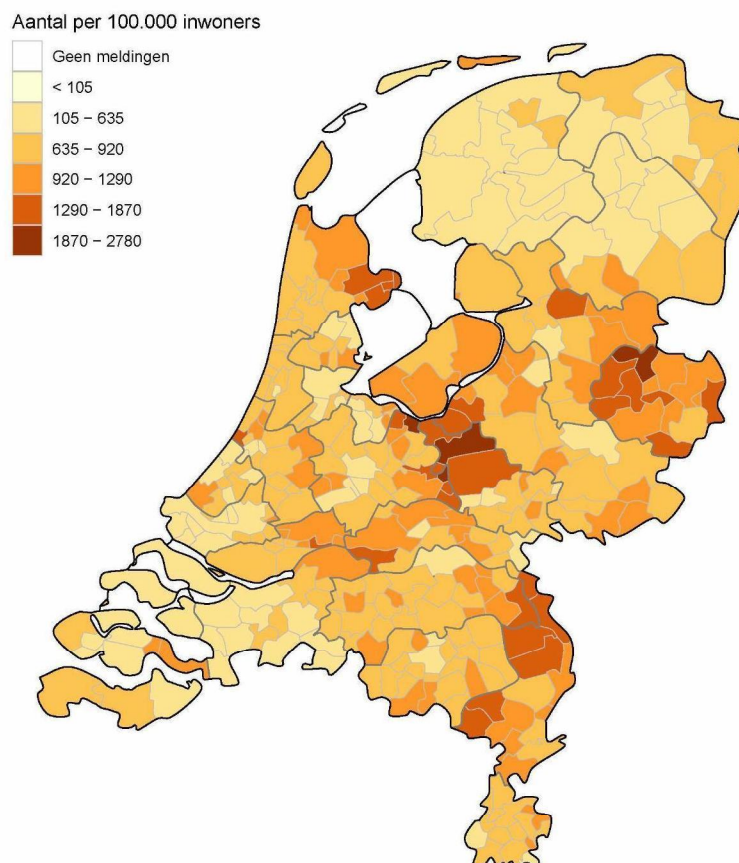 Aantal per 100.000 inwoners
Geen meldingen
< 105
105 – 635
635 – 920
920 – 1290
1290 – 1870
1870 – 2780